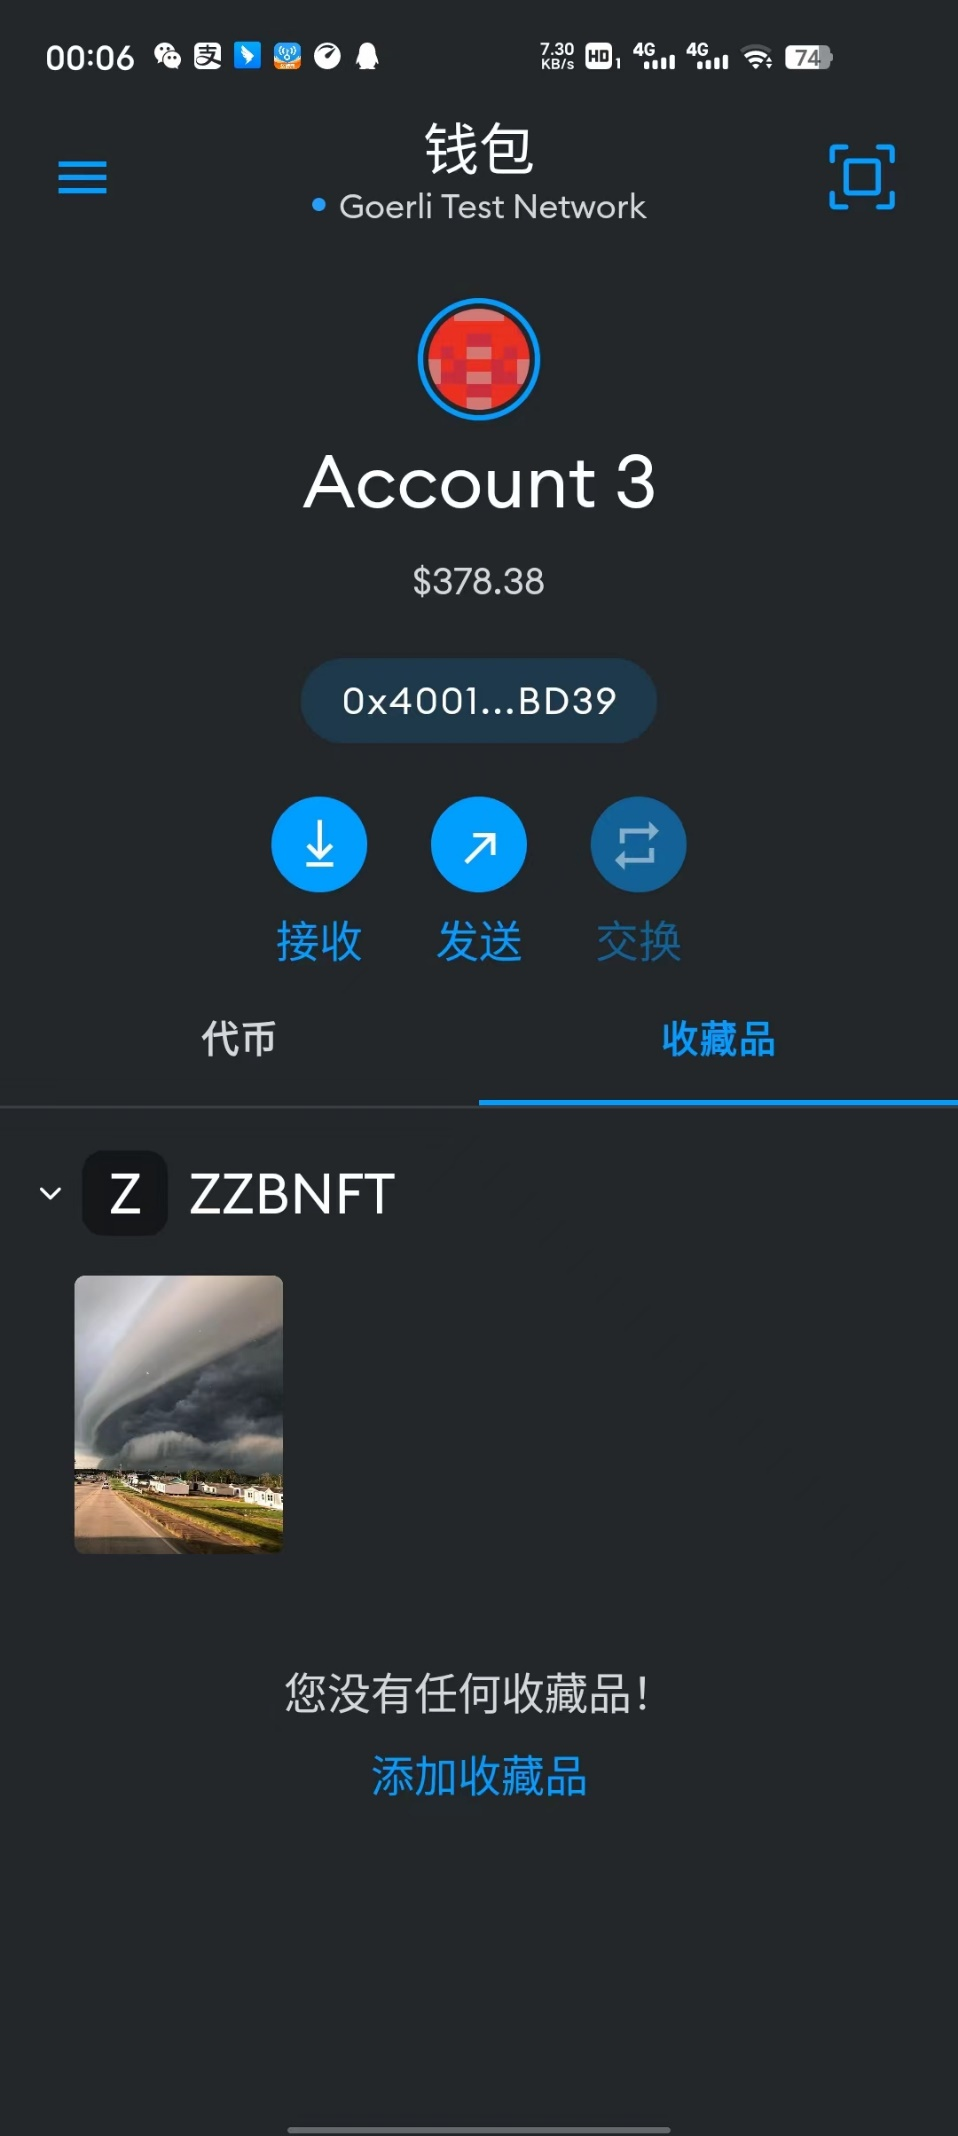 00:06 7.30 KB/s HD 1 4G 4G 74
钱包
Goerli Test Network
Account 3
$378.38
0x4001...BD39
接收 发送 交换
代币 收藏品
Z ZZBNFT
您没有任何收藏品！
添加收藏品